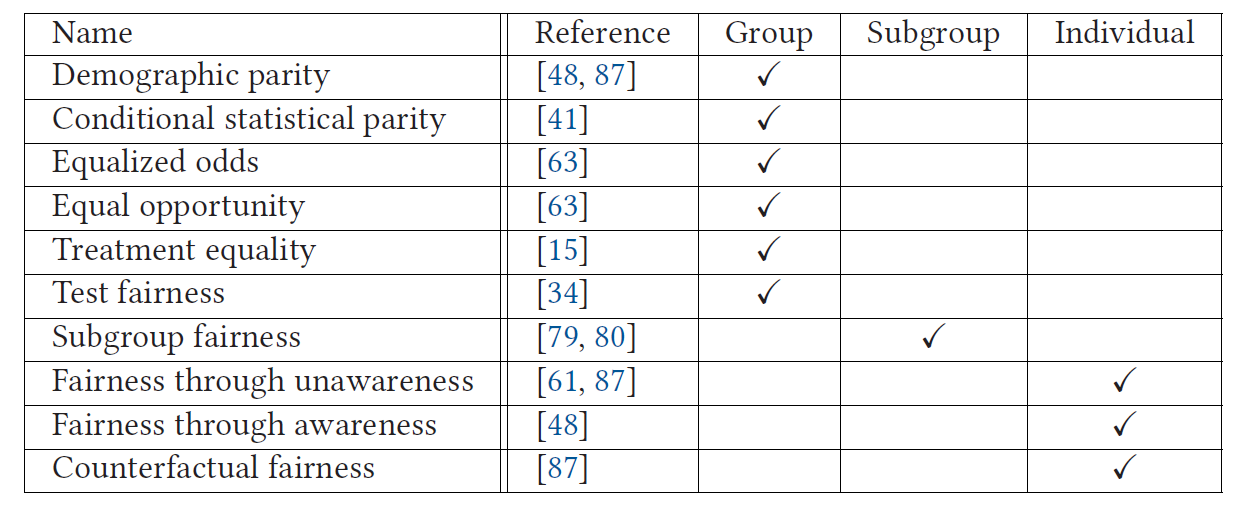 Name Reference Group Subgroup Individual
Demographic parity [48, 87] ✓
Conditional statistical parity [41] ✓
Equalized odds [63] ✓
Equal opportunity [63] ✓
Treatment equality [15] ✓
Test fairness [34] ✓
Subgroup fairness [79, 80] ✓
Fairness through unawareness [61, 87] ✓
Fairness through awareness [48] ✓
Counterfactual fairness [87] ✓